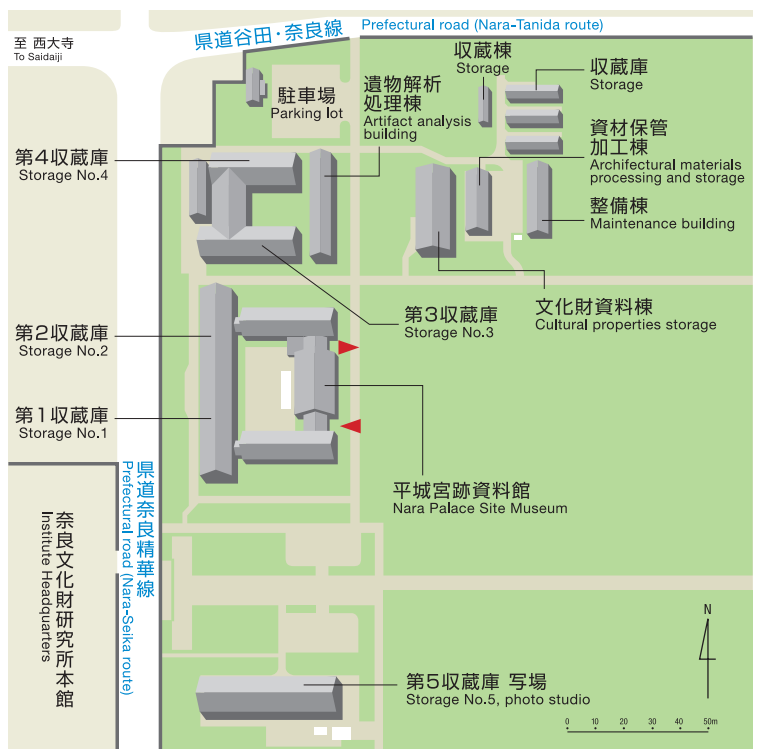 県道谷田・奈良線
Prefectural road (Nara-Tanida route)
至 西大寺
To Saidaiji
駐車場
Parking lot
遺物解析
処理棟
Artifact analysis
building
収蔵棟
Storage
収蔵庫
Storage
資材保管
加工棟
Archifectural materials
processing and storage
整備棟
Maintenance building
第4収蔵庫
Storage No.4
第3収蔵庫
Storage No.3
文化財資料棟
Cultural properties storage
第2収蔵庫
Storage No.2
第1収蔵庫
Storage No.1
平城宮跡資料館
Nara Palace Site Museum
県道奈良精華線
Prefectural road (Nara-Seika route)
奈良文化財研究所本館
Institute Headquarters
第5収蔵庫 写場
Storage No.5, photo studio
N
0 10 20 30 40 50m